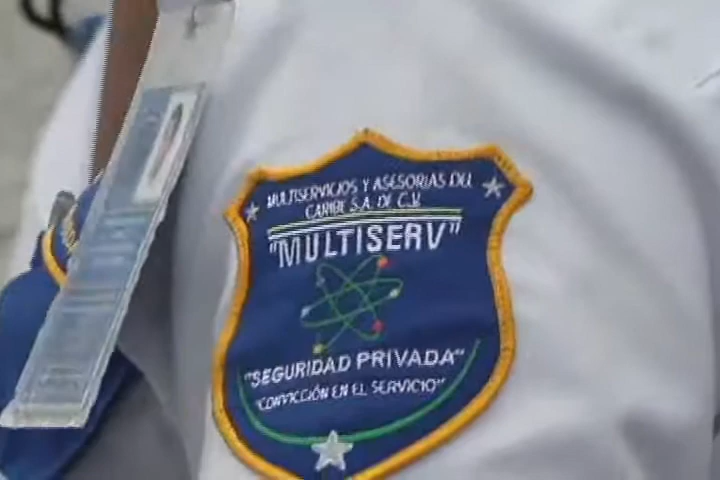 MULTISERVICIOS Y ASESORIAS DEL
CARIBE S.A. DE C.V.
"MULTISERV"
"SEGURIDAD PRIVADA"
"CONVICCIÓN EN EL SERVICIO"